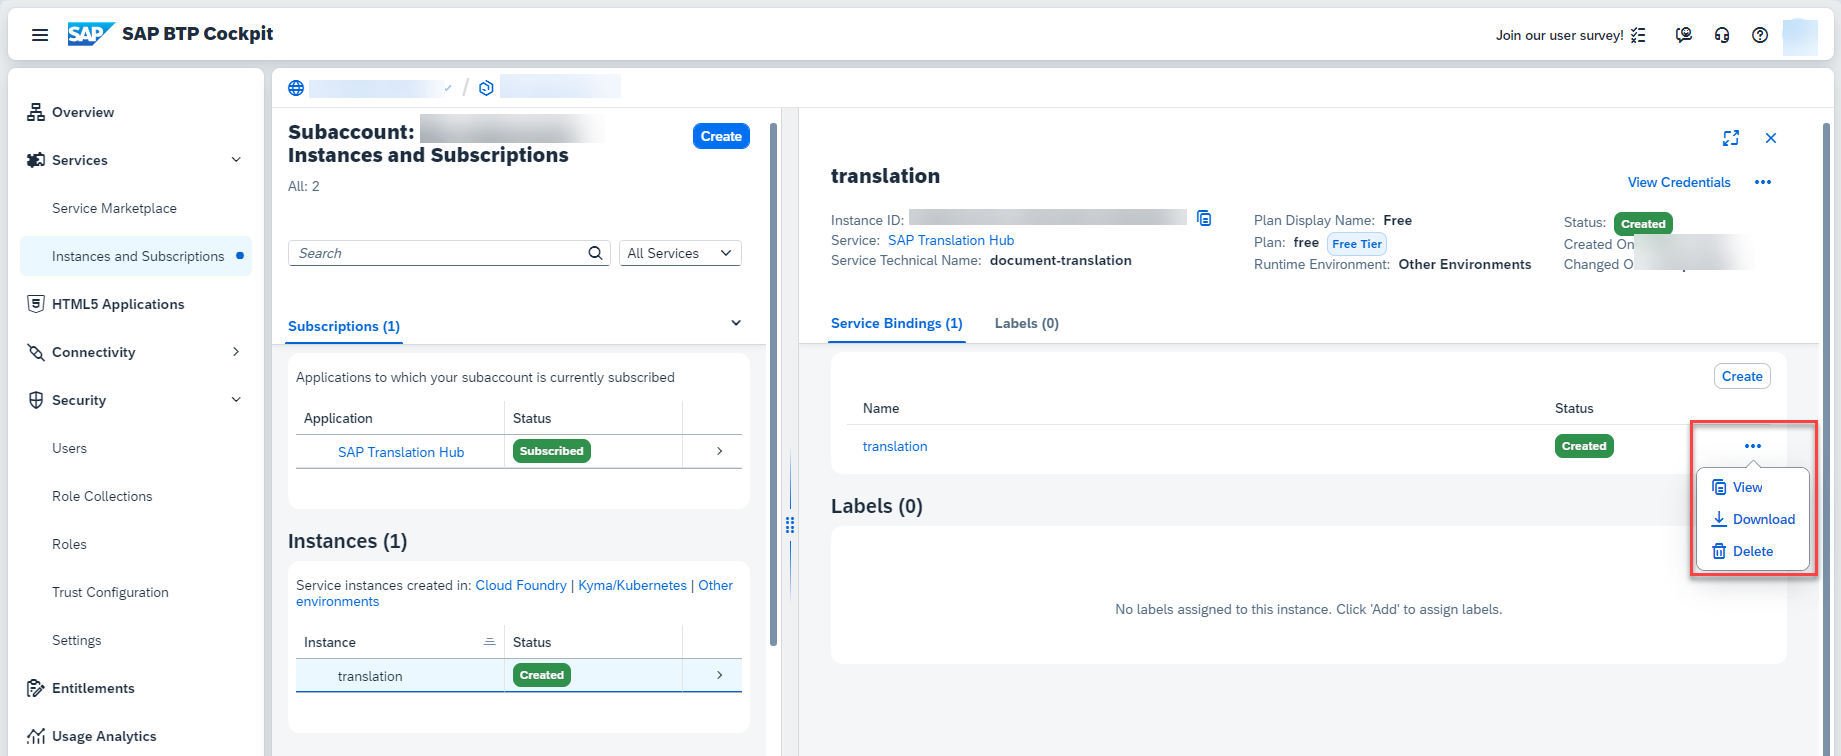 SAP SAP BTP Cockpit
Join our user survey!
Overview
Services
Service Marketplace
Instances and Subscriptions
HTML5 Applications
Connectivity
Security
Users
Role Collections
Roles
Trust Configuration
Settings
Entitlements
Usage Analytics
/
Subaccount:
Instances and Subscriptions
Create
All: 2
Search
All Services
Subscriptions (1)
Applications to which your subaccount is currently subscribed
Application Status
SAP Translation Hub Subscribed
Instances (1)
Service instances created in: Cloud Foundry | Kyma/Kubernetes | Other
environments
Instance Status
translation Created
translation
View Credentials
Instance ID:
Service: SAP Translation Hub
Service Technical Name: document-translation
Plan Display Name: Free
Plan: free Free Tier
Runtime Environment: Other Environments
Status: Created
Created On
Changed O
Service Bindings (1) Labels (0)
Create
Name Status
translation Created
View
Download
Delete
Labels (0)
No labels assigned to this instance. Click 'Add' to assign labels.